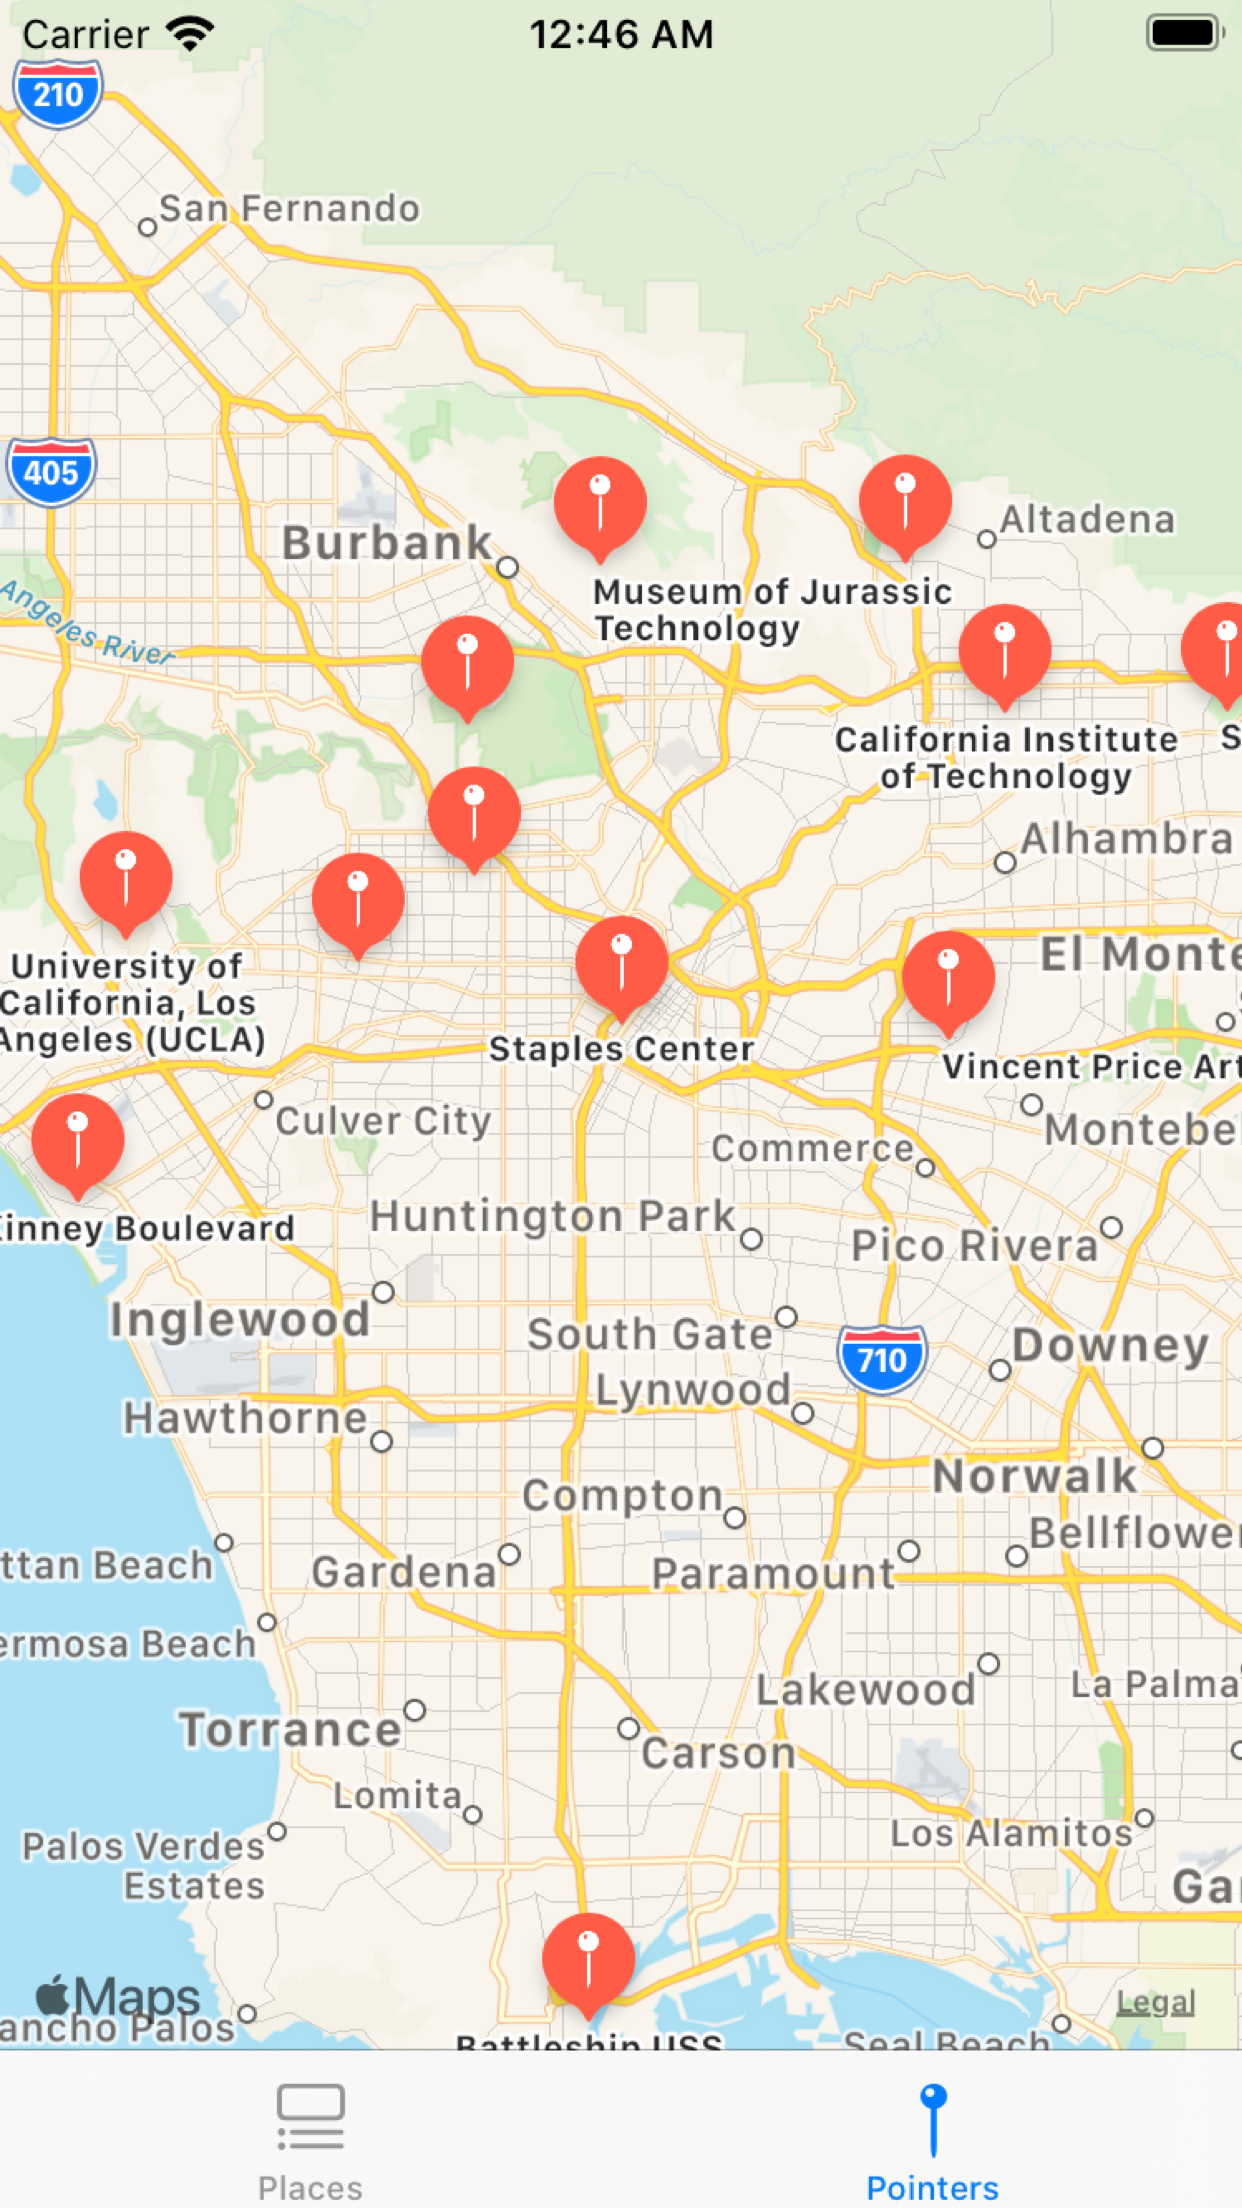 Carrier
12:46 AM
210
San Fernando
405
Altadena
Burbank
Museum of Jurassic
Technology
Angeles River
California Institute
of Technology
S
Alhambra
El Monte
University of
California, Los
Angeles (UCLA)
Staples Center
Vincent Price Art
Culver City
Montebe
Commerce
Kinney Boulevard
Huntington Park
Pico Rivera
Inglewood
South Gate
710
Downey
Lynwood
Hawthorne
Norwalk
Compton
Bellflower
ttan Beach
Gardena
Paramount
ermosa Beach
Lakewood
La Palma
Torrance
Carson
Lomita
Los Alamitos
Palos Verdes
Estates
Gar
Maps
Legal
ancho Palos
Battleship USS
Seal Beach
Places
Pointers